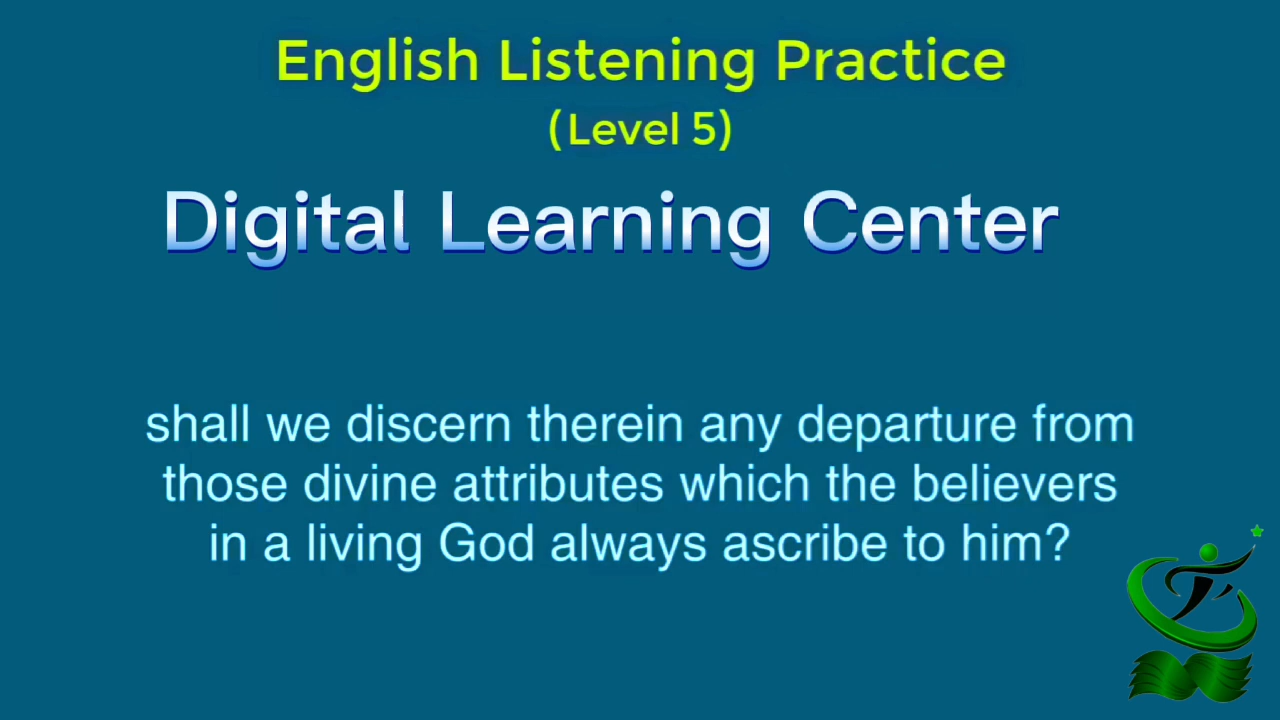 English Listening Practice
(Level 5)
Digital Learning Center
shall we discern therein any departure from
those divine attributes which the believers
in a living God always ascribe to him?